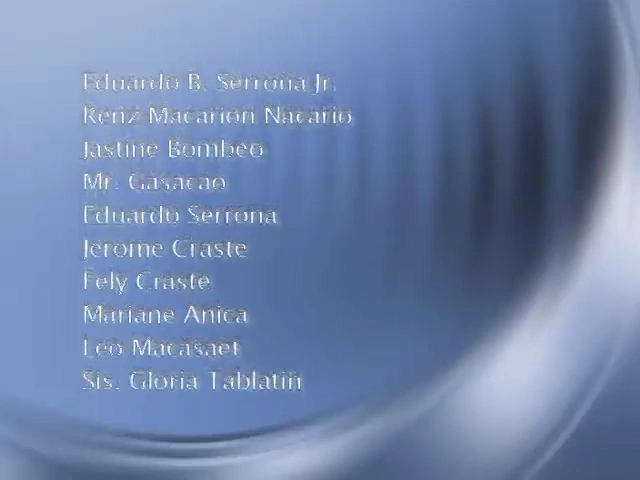 Eduardo B. Serrona Jr.
Renz Macarion Nacario
Jastine Bombeo
Mr. Gasacao
Eduardo Serrona
Jerome Craste
Fely Craste
Mariane Anica
Leo Macasaet
Sis. Gloria Tablatin